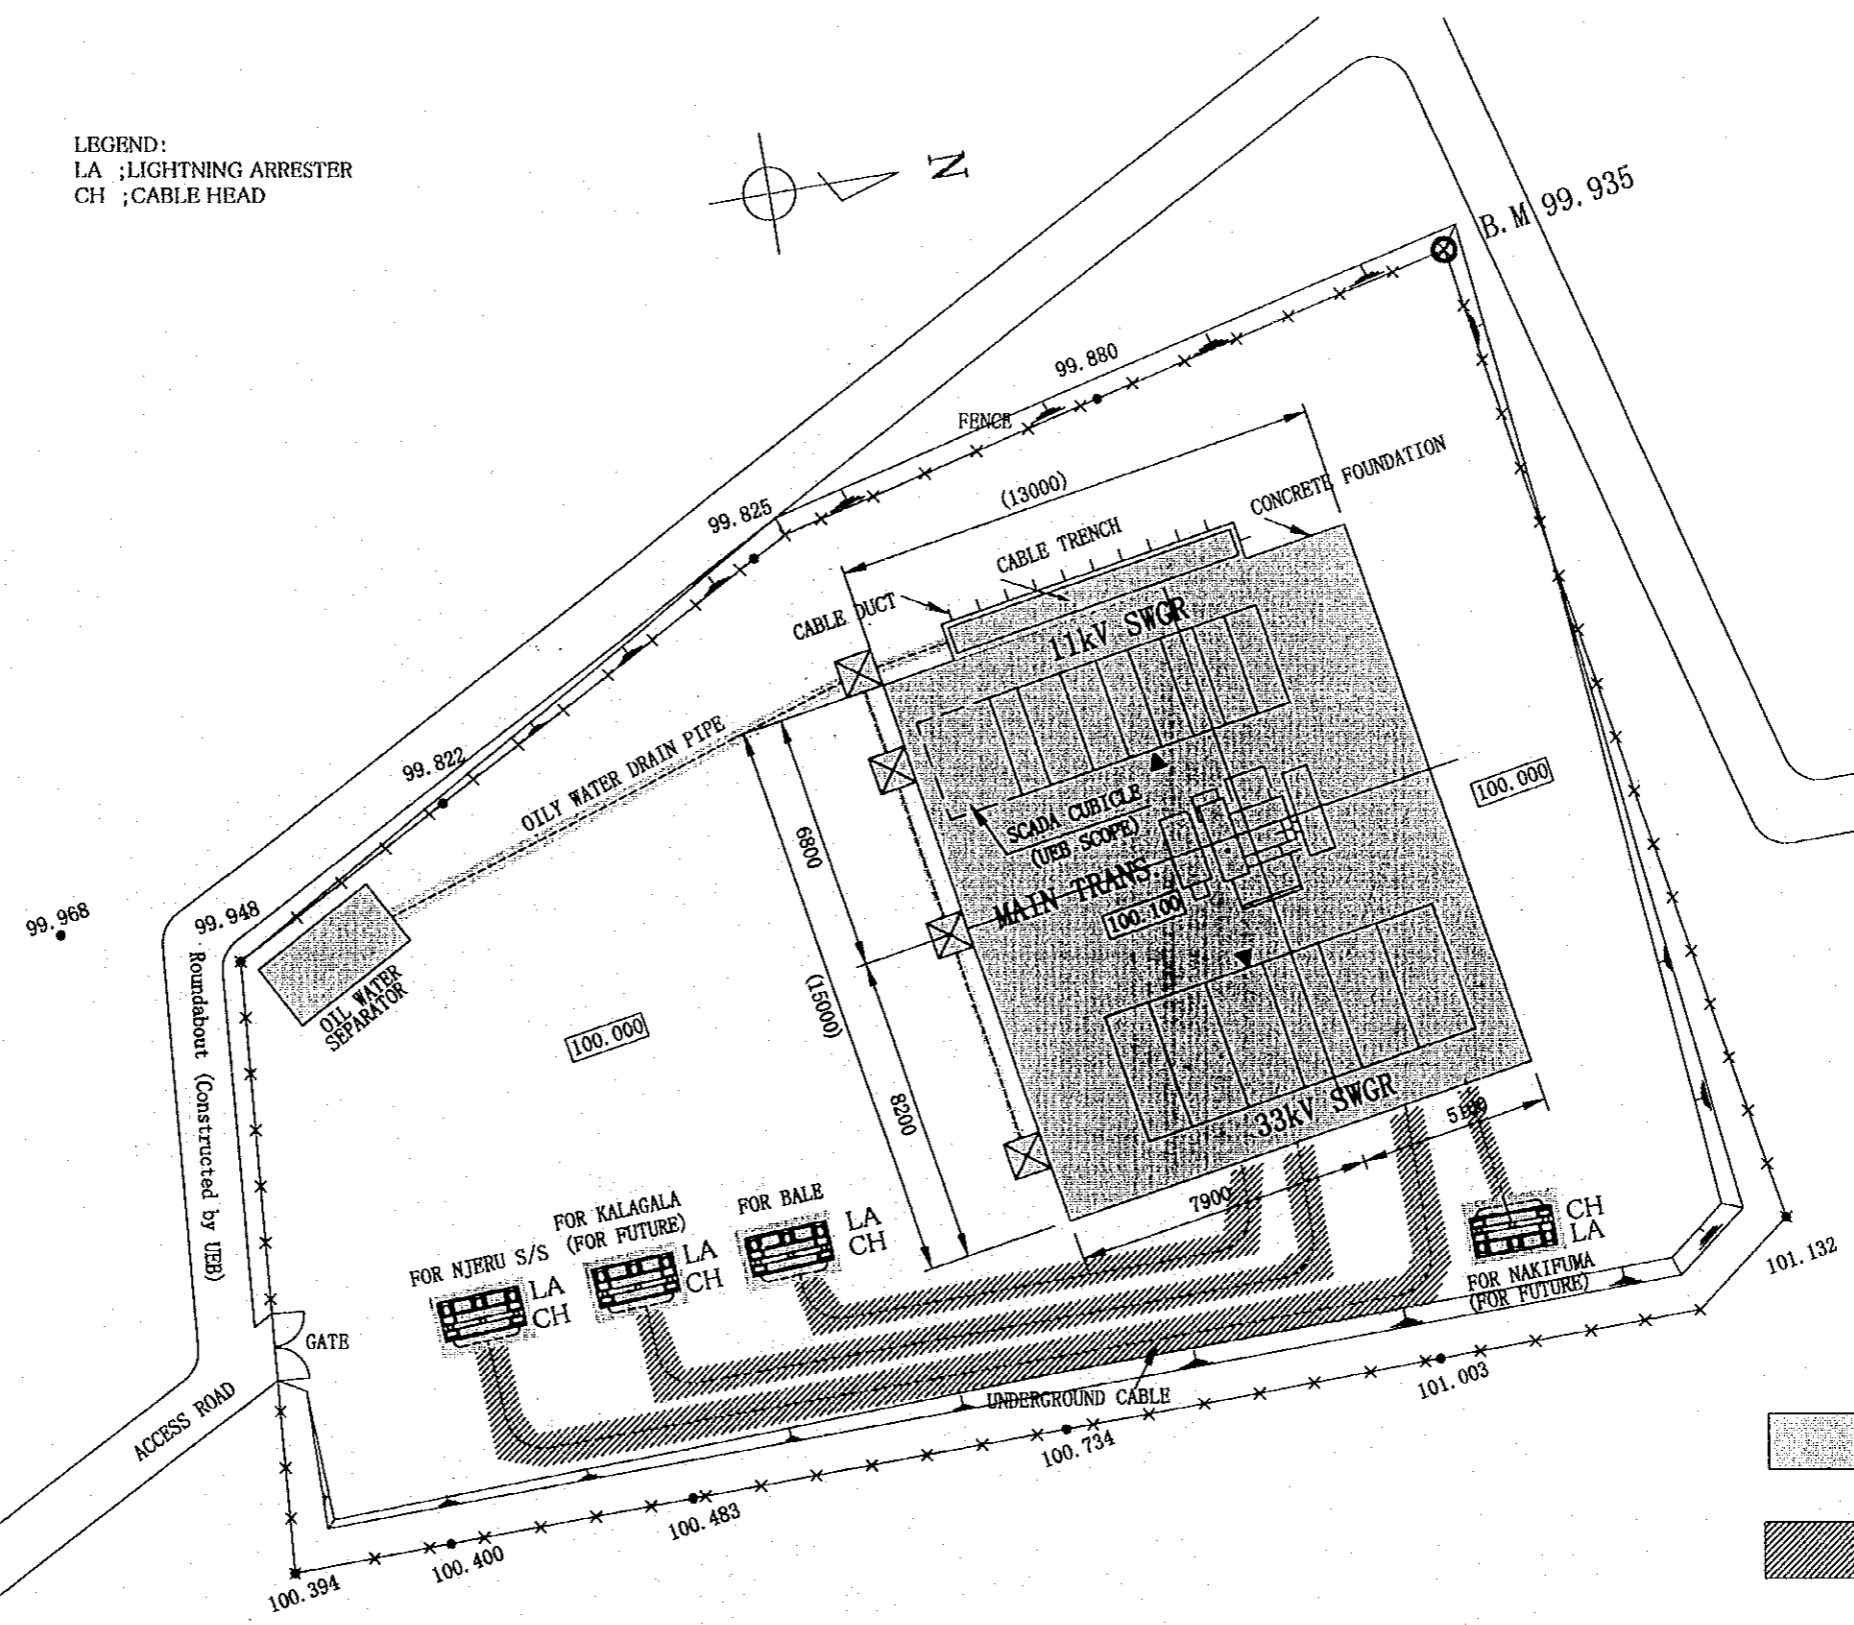 LEGEND:
LA ;LIGHTNING ARRESTER
CH ;CABLE HEAD
N
B.M 99.935
99.880
FENCE
(13000)
CONCRETE FOUNDATION
99.825
CABLE TRENCH
CABLE DUCT
11kV SWGR
99.822
OILY WATER DRAIN PIPE
100.000
6800
SCADA CUBICLE
(UEB SCOPE)
MAIN TRANS.
100.100
99.968
99.948
OIL WATER
SEPARATOR
Roundabout (Constructed by UEB)
100.000
(15000)
8200
33kV SWGR
5100
7900
FOR NJERU S/S
LA
CH
FOR KALAGALA
(FOR FUTURE)
LA
CH
FOR BALE
LA
CH
CH
LA
FOR NAKIFUMA
(FOR FUTURE)
101.132
GATE
ACCESS ROAD
UNDERGROUND CABLE
101.003
100.734
100.483
100.400
100.394